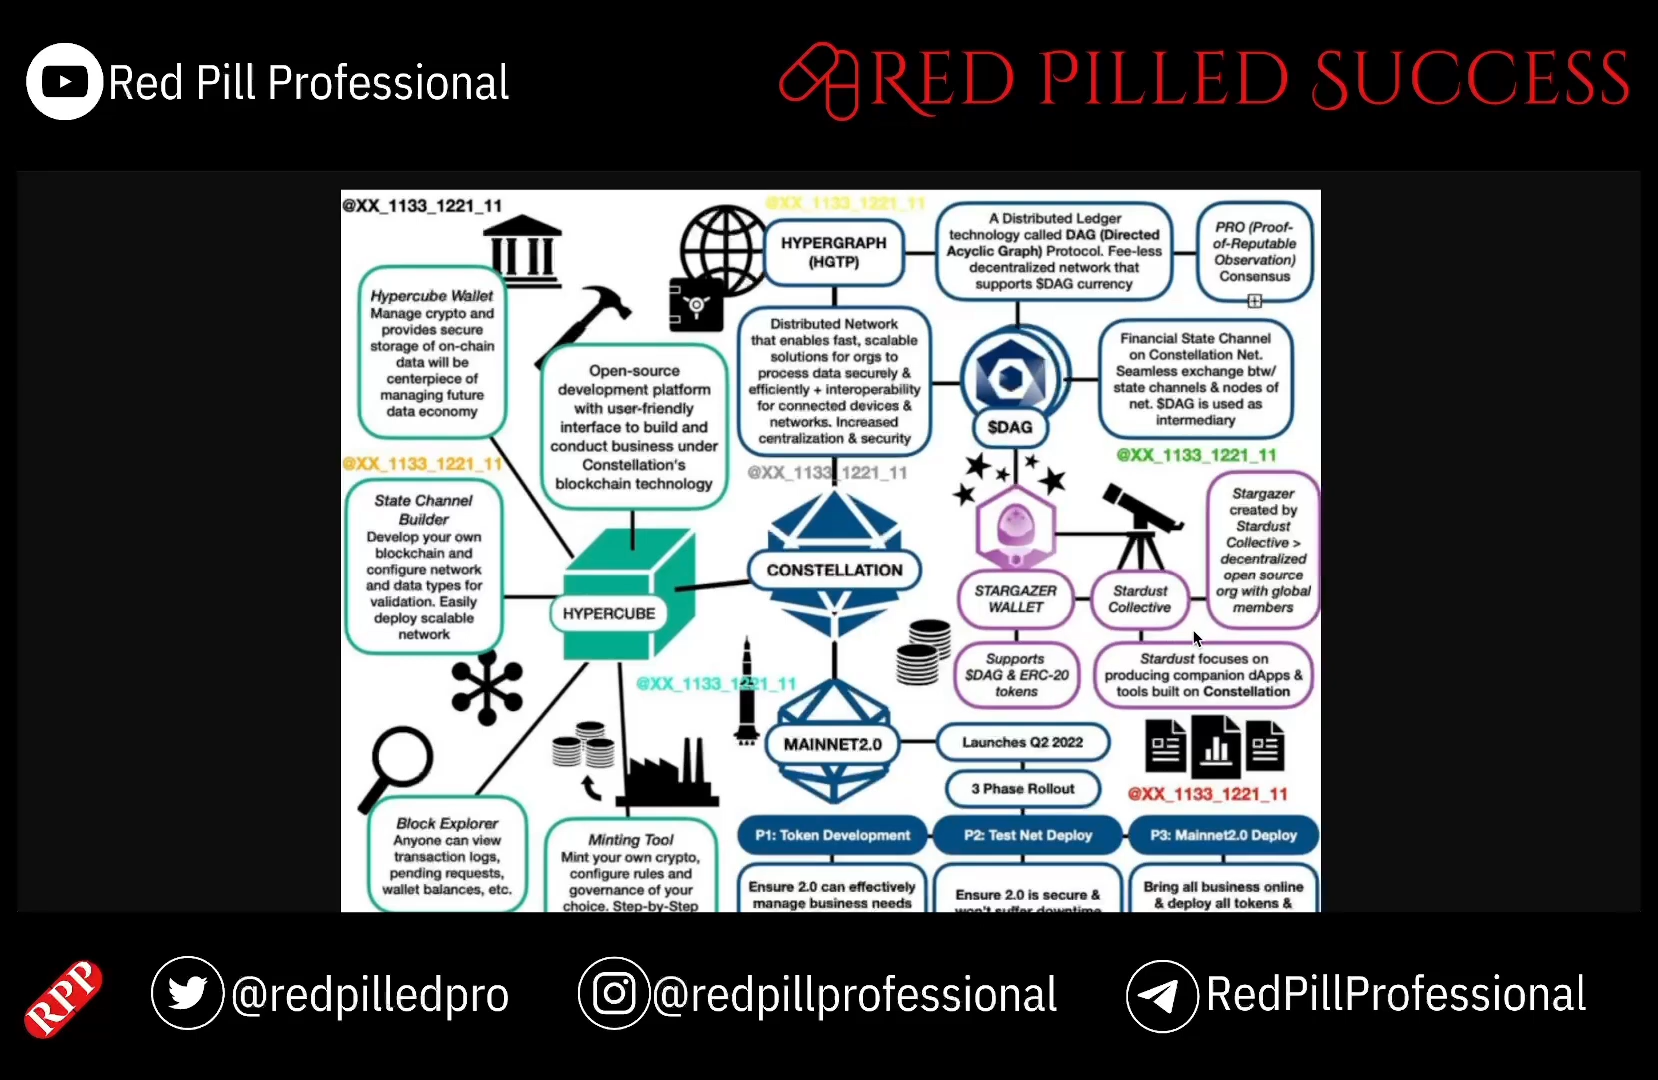 Red Pill Professional
RED PILLED SUCCESS
@XX_1133_1221_11
@XX_1133_1221_11
Hypercube Wallet
Manage crypto and
provides secure
storage of on-chain
data will be
centerpiece of
managing future
data economy
Open-source
development platform
with user-friendly
interface to build and
conduct business under
Constellation's
blockchain technology
HYPERGRAPH
(HGTP)
A Distributed Ledger
technology called DAG (Directed
Acyclic Graph) Protocol. Fee-less
decentralized network that
supports $DAG currency
PRO (Proof-
of-Reputable
Observation)
Consensus
Distributed Network
that enables fast, scalable
solutions for orgs to
process data securely &
efficiently + interoperability
for connected devices &
networks. Increased
centralization & security
$DAG
Financial State Channel
on Constellation Net.
Seamless exchange btw/
state channels & nodes of
net. $DAG is used as
intermediary
@XX_1133_1221_11
@XX_1133_1221_11
@XX_1133_1221_11
State Channel
Builder
Develop your own
blockchain and
configure network
and data types for
validation. Easily
deploy scalable
network
HYPERCUBE
CONSTELLATION
STARGAZER
WALLET
Stardust
Collective
Stargazer
created by
Stardust
Collective >
decentralized
open source
org with global
members
Supports
$DAG & ERC-20
tokens
Stardust focuses on
producing companion dApps &
tools built on Constellation
@XX_1133_1221_11
MAINNET2.0
Launches Q2 2022
3 Phase Rollout
@XX_1133_1221_11
Block Explorer
Anyone can view
transaction logs,
pending requests,
wallet balances, etc.
Minting Tool
Mint your own crypto,
configure rules and
governance of your
choice. Step-by-Step
P1: Token Development
P2: Test Net Deploy
P3: Mainnet2.0 Deploy
Ensure 2.0 can effectively
manage business needs
Ensure 2.0 is secure &
won't suffer downtime
Bring all business online
& deploy all tokens &
RPP
@redpilledpro
@redpillprofessional
RedPillProfessional